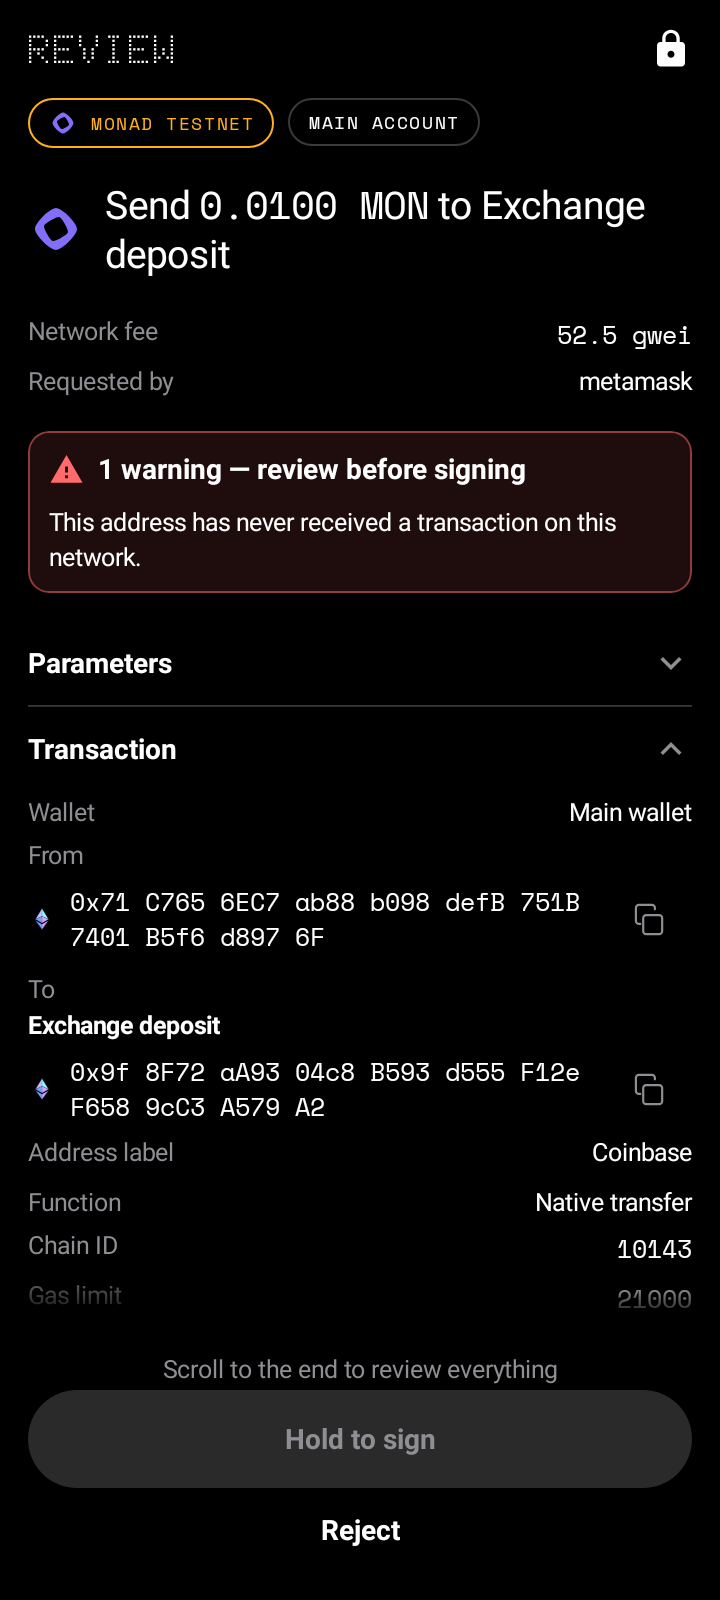 REVIEW
MONAD TESTNET
MAIN ACCOUNT
Send 0.0100 MON to Exchange
deposit
Network fee
52.5 gwei
Requested by
metamask
1 warning — review before signing
This address has never received a transaction on this
network.
Parameters
Transaction
Wallet
Main wallet
From
0x71 C765 6EC7 ab88 b098 defB 751B
7401 B5f6 d897 6F
To
Exchange deposit
0x9f 8F72 aA93 04c8 B593 d555 F12e
F658 9cC3 A579 A2
Address label
Coinbase
Function
Native transfer
Chain ID
10143
Gas limit
21000
Scroll to the end to review everything
Hold to sign
Reject